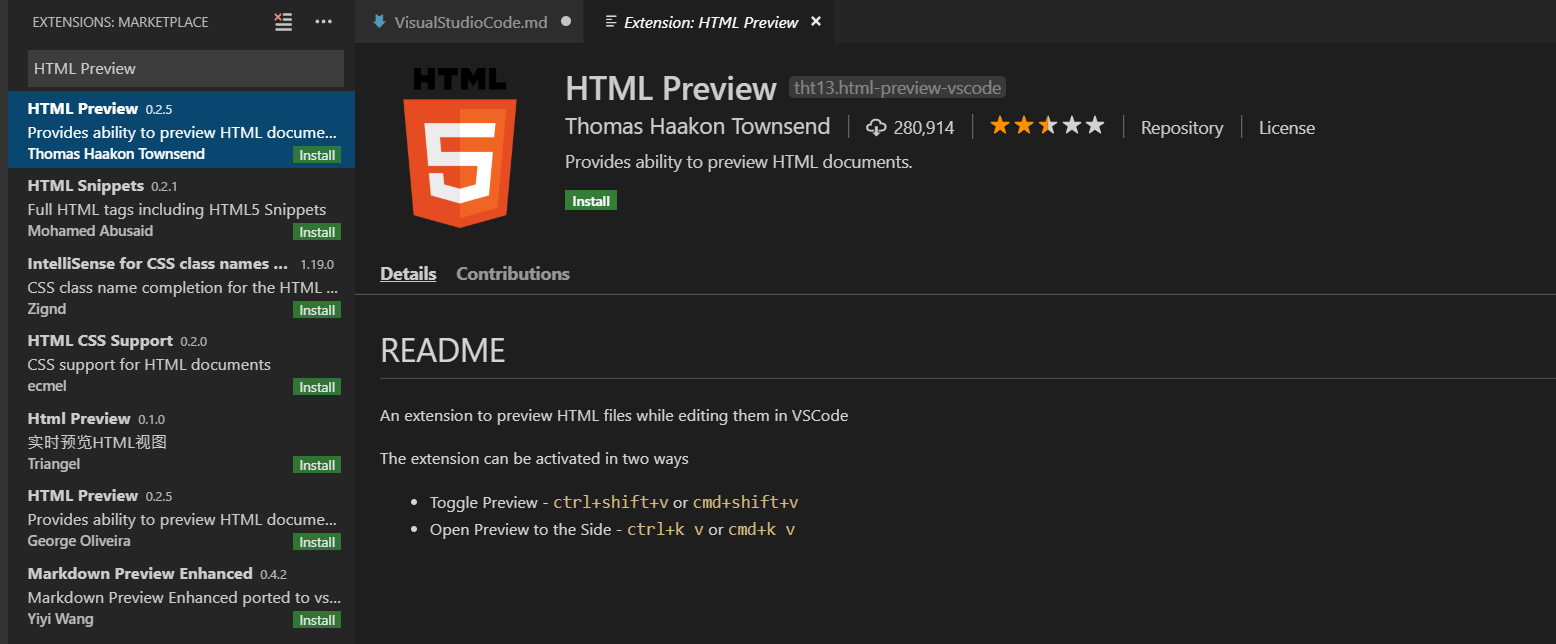 EXTENSIONS: MARKETPLACE
HTML Preview
HTML Preview 0.2.5
Provides ability to preview HTML docume...
Thomas Haakon Townsend Install
HTML Snippets 0.2.1
Full HTML tags including HTML5 Snippets
Mohamed Abusaid Install
IntelliSense for CSS class names ... 1.19.0
CSS class name completion for the HTML ...
Zignd Install
HTML CSS Support 0.2.0
CSS support for HTML documents
ecmel Install
Html Preview 0.1.0
实时预览HTML视图
Triangel Install
HTML Preview 0.2.5
Provides ability to preview HTML docume...
George Oliveira Install
Markdown Preview Enhanced 0.4.2
Markdown Preview Enhanced ported to vs...
Yiyi Wang Install
VisualStudioCode.md Extension: HTML Preview
HTML
5
HTML Preview tht13.html-preview-vscode
Thomas Haakon Townsend 280,914 Repository License
Provides ability to preview HTML documents.
Install
Details Contributions
README
An extension to preview HTML files while editing them in VSCode
The extension can be activated in two ways
• Toggle Preview - ctrl+shift+v or cmd+shift+v
• Open Preview to the Side - ctrl+k v or cmd+k v